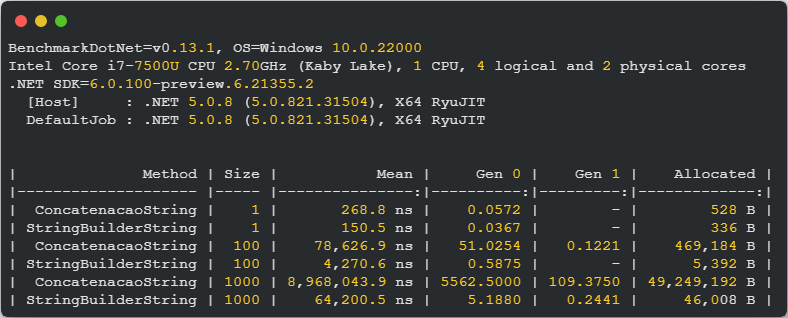 BenchmarkDotNet=v0.13.1, OS=Windows 10.0.22000
Intel Core i7-7500U CPU 2.70GHz (Kaby Lake), 1 CPU, 4 logical and 2 physical cores
.NET SDK=6.0.100-preview.6.21355.2
  [Host]     : .NET 5.0.8 (5.0.821.31504), X64 RyuJIT
  DefaultJob : .NET 5.0.8 (5.0.821.31504), X64 RyuJIT

|              Method | Size |           Mean |     Gen 0 |    Gen 1 |    Allocated |
|-------------------- |----- |---------------:|----------:|---------:|-------------:|
|  ConcatenacaoString |    1 |       268.8 ns |    0.0572 |        - |        528 B |
| StringBuilderString |    1 |       150.5 ns |    0.0367 |        - |        336 B |
|  ConcatenacaoString |  100 |    78,626.9 ns |   51.0254 |   0.1221 |    469,184 B |
| StringBuilderString |  100 |     4,270.6 ns |    0.5875 |        - |      5,392 B |
|  ConcatenacaoString | 1000 | 8,968,043.9 ns | 5562.5000 | 109.3750 | 49,249,192 B |
| StringBuilderString | 1000 |    64,200.5 ns |    5.1880 |   0.2441 |     46,008 B |